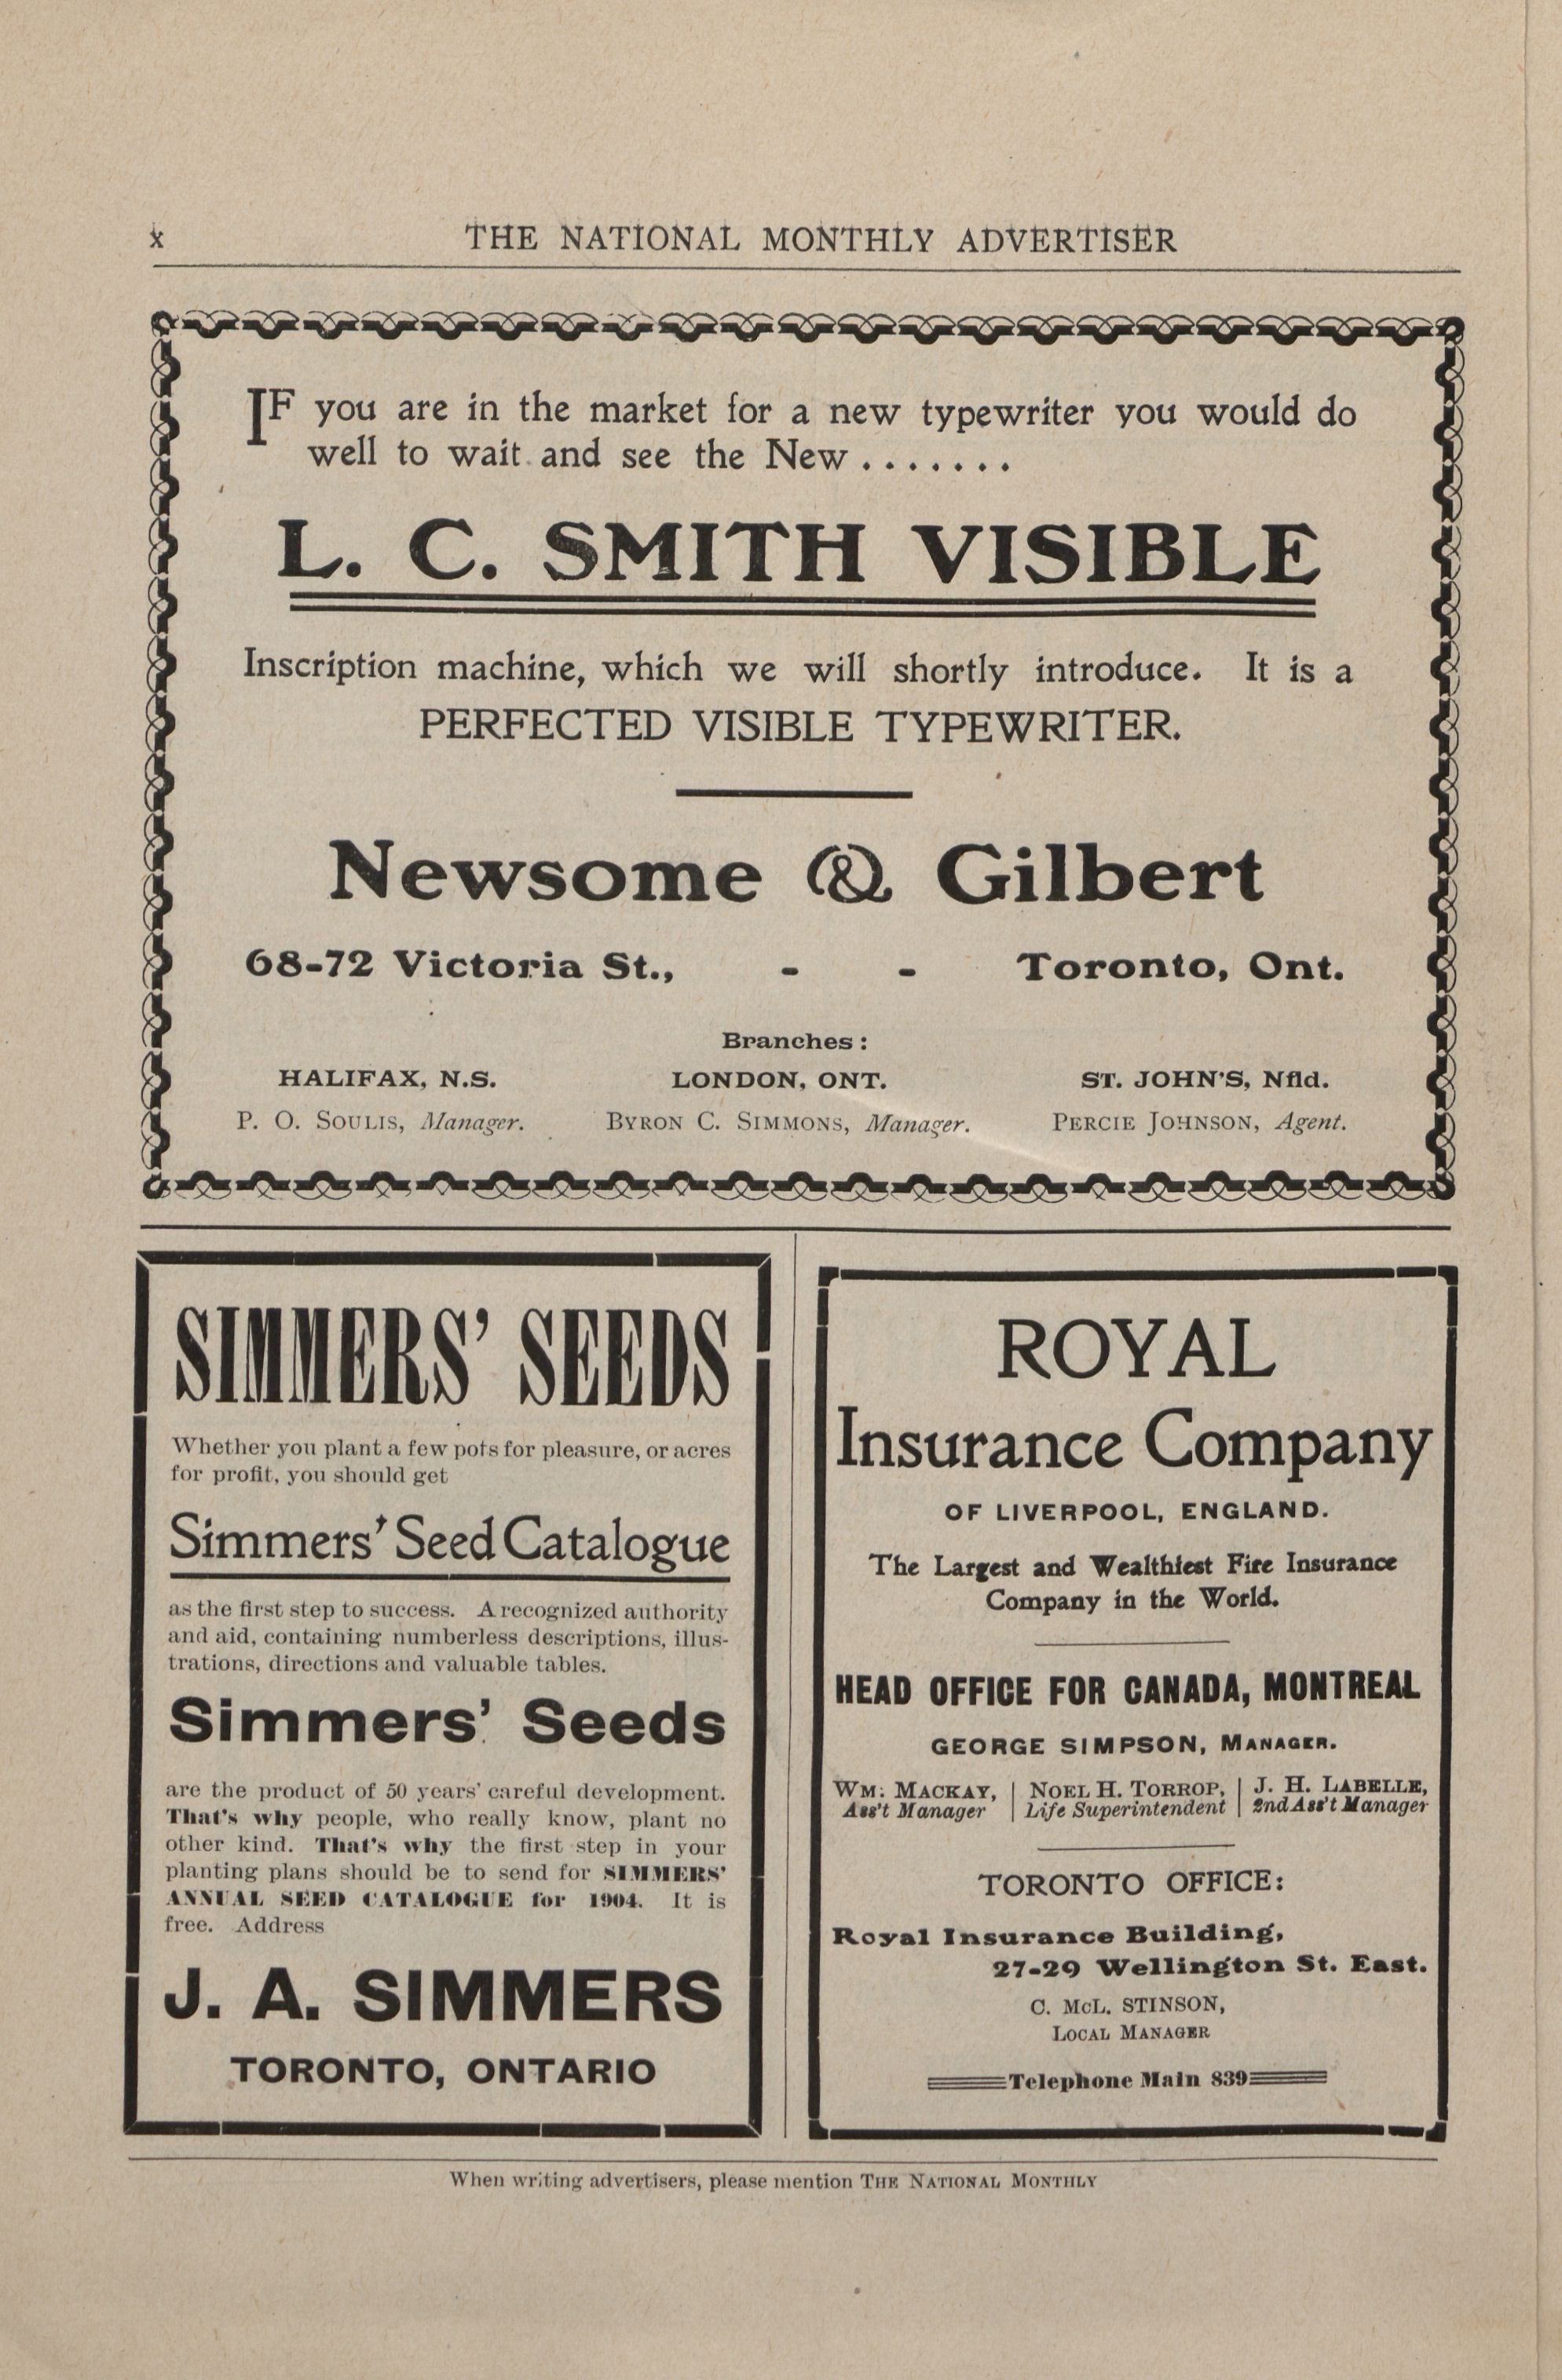 x THE NATIONAL MONTHLY ADVERTISER
IF you are in the market for a new typewriter you would do
well to wait and see the New .......
L. C. SMITH VISIBLE
Inscription machine, which we will shortly introduce. It is a
PERFECTED VISIBLE TYPEWRITER.
Newsome & Gilbert
68-72 Victoria St., - - Toronto, Ont.
Branches:
HALIFAX, N.S. LONDON, ONT. ST. JOHN'S, Nfld.
P. O. SOULIS, Manager. BYRON C. SIMMONS, Manager. PERCIE JOHNSON, Agent.
SIMMERS' SEEDS
Whether you plant a few pots for pleasure, or acres
for profit, you should get
Simmers' Seed Catalogue
as the first step to success. A recognized authority
and aid, containing numberless descriptions, illus-
trations, directions and valuable tables.
Simmers' Seeds
are the product of 50 years' careful development.
That's why people, who really know, plant no
other kind. That's why the first step in your
planting plans should be to send for SIMMERS'
ANNUAL SEED CATALOGUE for 1904. It is
free. Address
J. A. SIMMERS
TORONTO, ONTARIO
ROYAL
Insurance Company
OF LIVERPOOL, ENGLAND.
The Largest and Wealthiest Fire Insurance
Company in the World.
HEAD OFFICE FOR CANADA, MONTREAL
GEORGE SIMPSON, MANAGER.
WM. MACKAY, NOEL H. TORROP, J. H. LABELLE,
Ass't Manager Life Superintendent 2nd Ass't Manager
TORONTO OFFICE:
Royal Insurance Building,
27-29 Wellington St. East.
C. McL. STINSON,
LOCAL MANAGER
Telephone Main 839
When writing advertisers, please mention THE NATIONAL MONTHLY